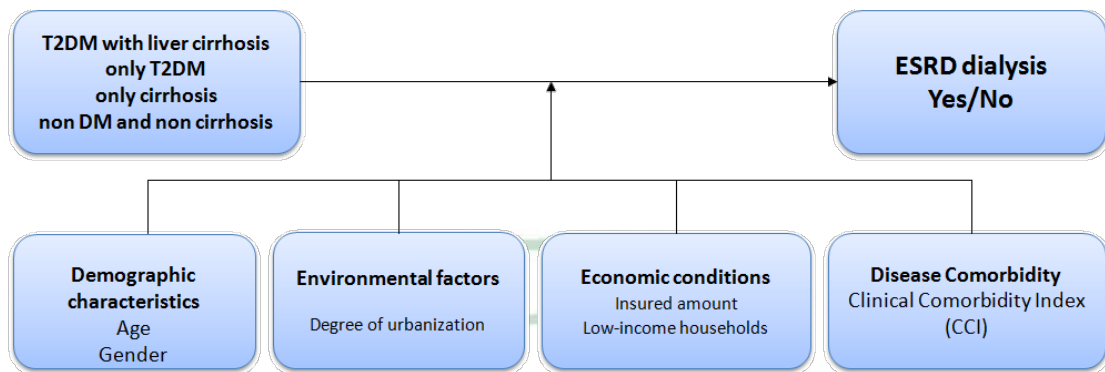 T2DM with liver cirrhosis
only T2DM
only cirrhosis
non DM and non cirrhosis
ESRD dialysis
Yes/No
Demographic
characteristics
Age
Gender
Environmental factors
Degree of urbanization
Economic conditions
Insured amount
Low-income households
Disease Comorbidity
Clinical Comorbidity Index
(CCI)